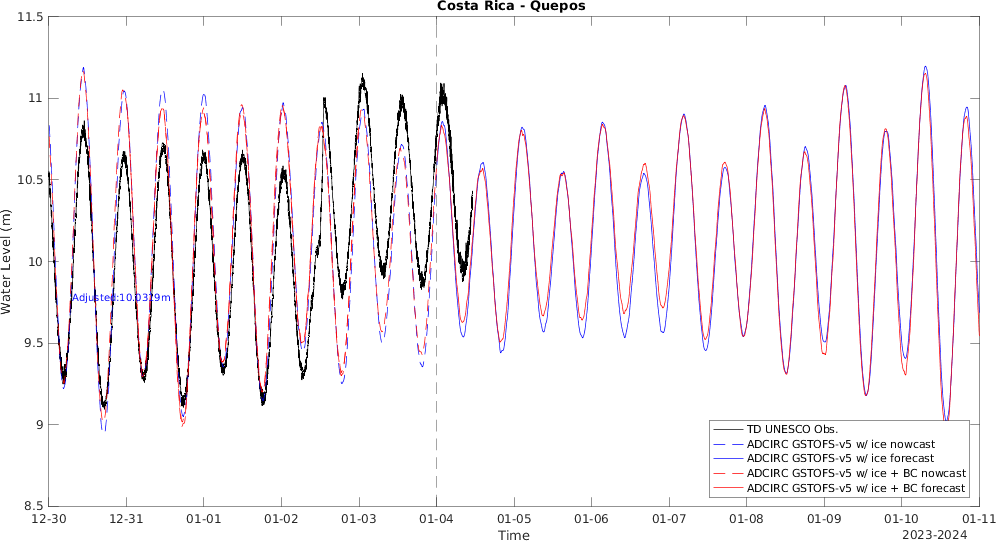 Costa Rica - Quepos
11.5
11
10.5
10
9.5
9
8.5
Water Level (m)
Adjusted:10.0329m
TD UNESCO Obs.
ADCIRC GSTOFS-v5 w/ ice nowcast
ADCIRC GSTOFS-v5 w/ ice forecast
ADCIRC GSTOFS-v5 w/ ice + BC nowcast
ADCIRC GSTOFS-v5 w/ ice + BC forecast
12-30 12-31 01-01 01-02 01-03 01-04 01-05 01-06 01-07 01-08 01-09 01-10 01-11
Time
2023-2024